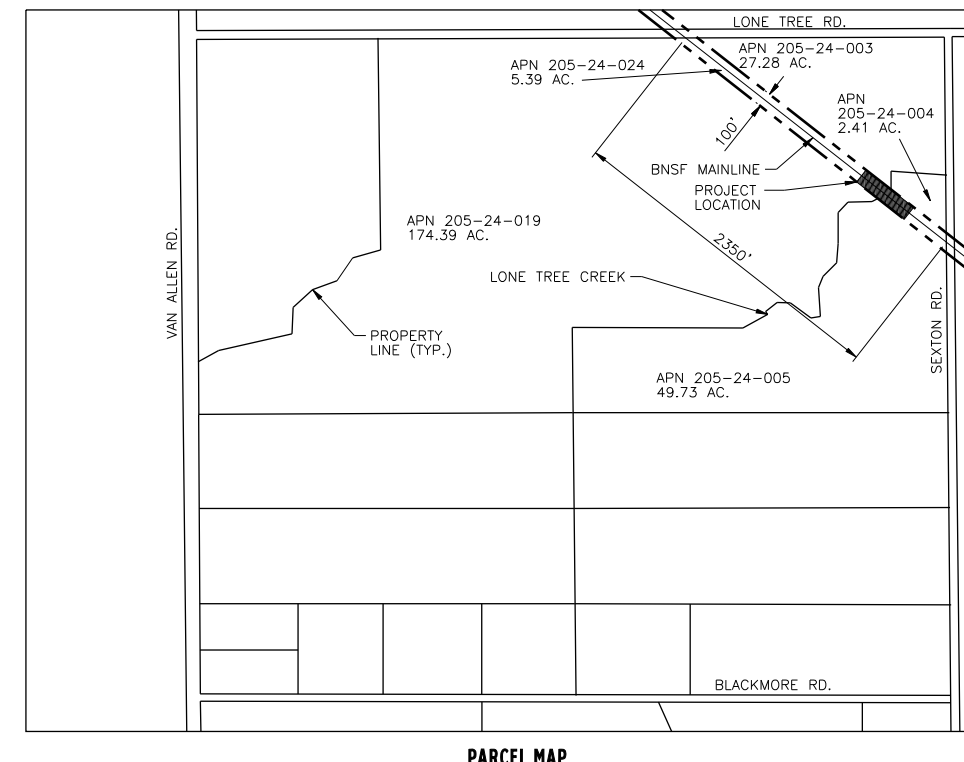 LONE TREE RD.
APN 205-24-003
27.28 AC.
APN 205-24-024
5.39 AC.
APN
205-24-004
2.41 AC.
100'
BNSF MAINLINE
PROJECT
LOCATION
APN 205-24-019
174.39 AC.
2350'
VAN ALLEN RD.
LONE TREE CREEK
SEXTON RD.
PROPERTY
LINE (TYP.)
APN 205-24-005
49.73 AC.
BLACKMORE RD.
PARCEL MAP